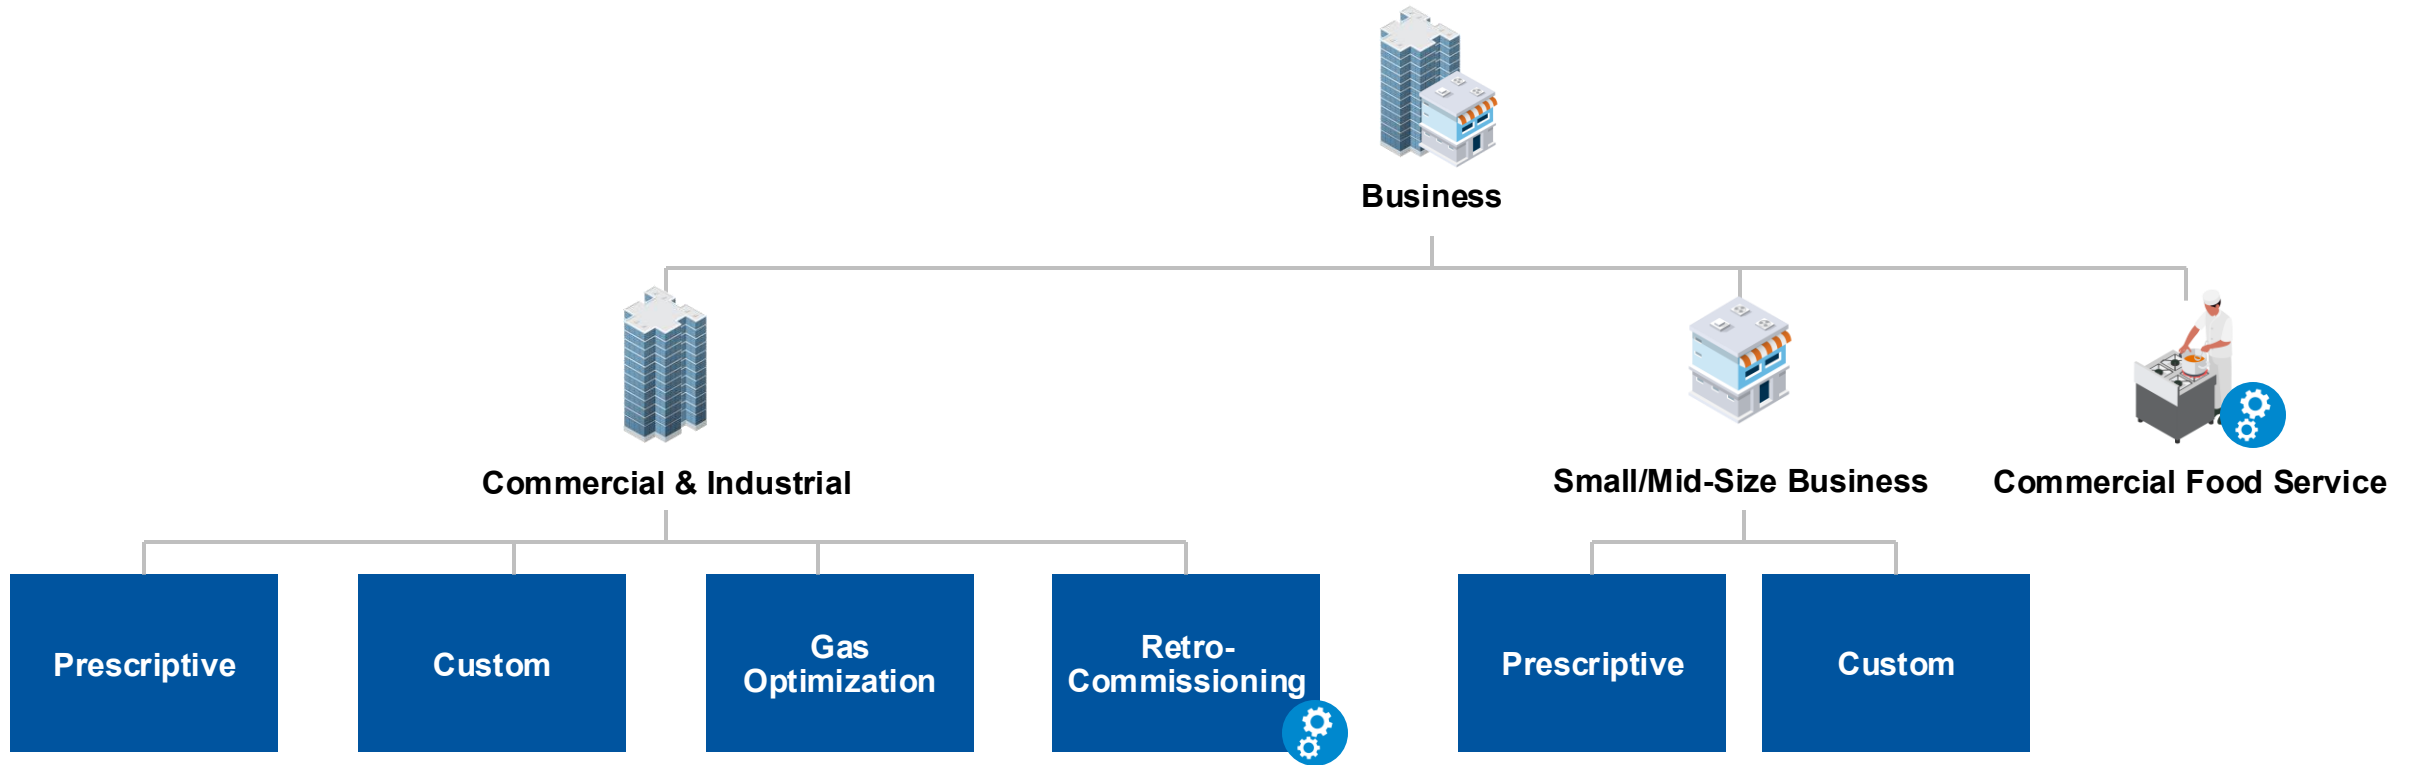 Business
Commercial & Industrial
Small/Mid-Size Business
Commercial Food Service
Prescriptive
Custom
Gas
Optimization
Retro-
Commissioning
Prescriptive
Custom